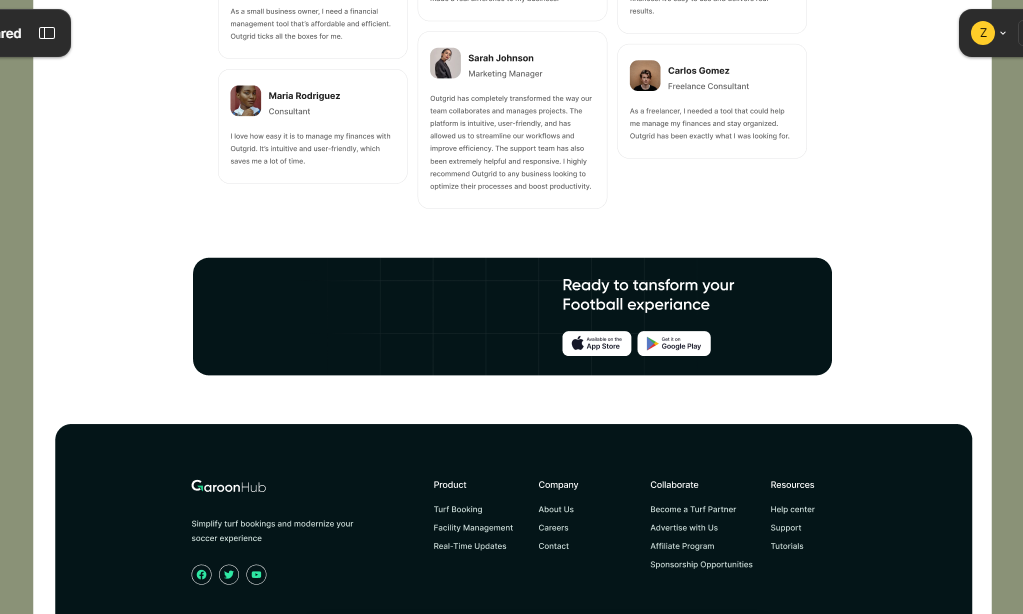 As a small business owner, I need a financial
management tool that's affordable and efficient.
Outgrid ticks all the boxes for me.
Maria Rodriguez
Consultant
I love how easy it is to manage my finances with
Outgrid. It's intuitive and user-friendly, which
saves me a lot of time.
Sarah Johnson
Marketing Manager
Outgrid has completely transformed the way our
team collaborates and manages projects. The
platform is intuitive, user-friendly, and has
allowed us to streamline our workflows and
improve efficiency. The support team has also
been extremely helpful and responsive. I highly
recommend Outgrid to any business looking to
optimize their processes and boost productivity.
results.
Carlos Gomez
Freelance Consultant
As a freelancer, I needed a tool that could help
me manage my finances and stay organized.
Outgrid has been exactly what I was looking for.
Z
Ready to tansform your
Football experiance
Available on the
App Store
Get it on
Google Play
GaroonHub
Simplify turf bookings and modernize your
soccer experience
Product
Turf Booking
Facility Management
Real-Time Updates
Company
About Us
Careers
Contact
Collaborate
Become a Turf Partner
Advertise with Us
Affiliate Program
Sponsorship Opportunities
Resources
Help center
Support
Tutorials